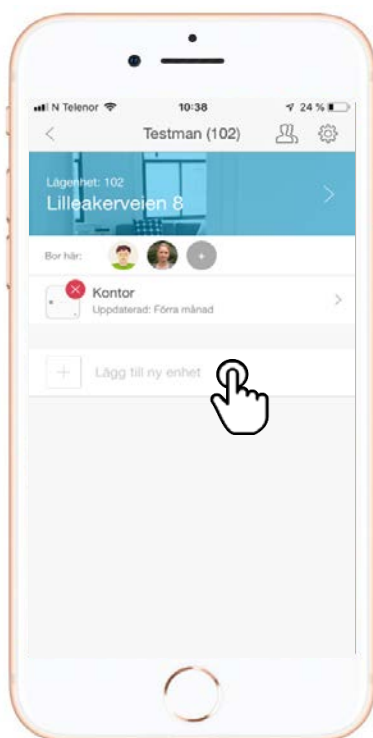 N Telenor 10:38 24 %
Testman (102)
Lägenhet: 102
Lilleakerveien 8
Bor här:
Kontor
Uppdaterad: Förra månad
Lägg till ny enhet